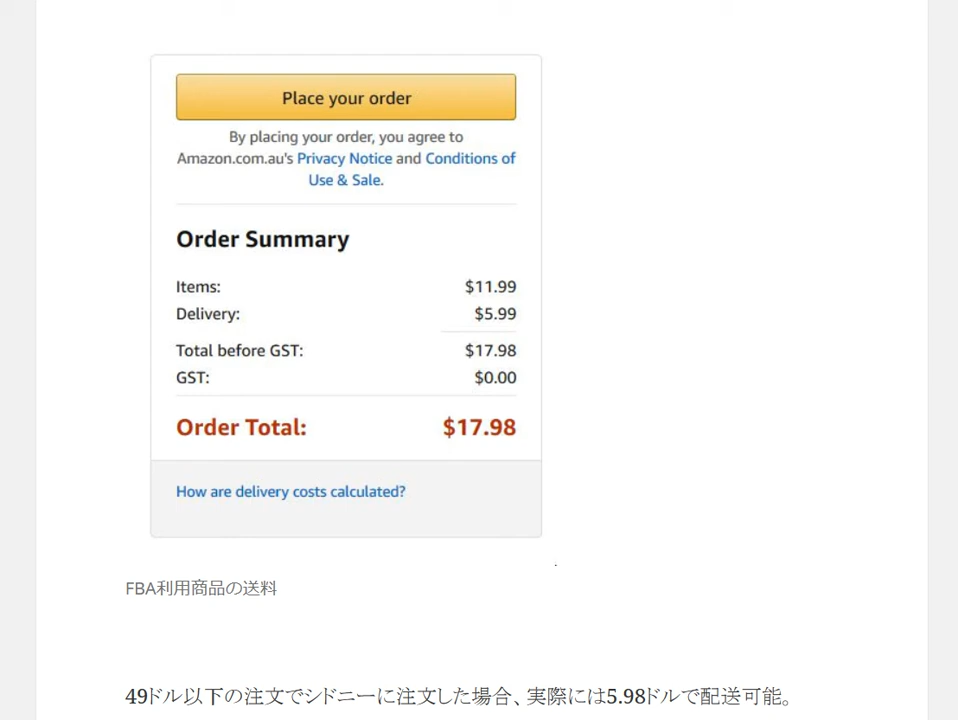 Place your order
By placing your order, you agree to
Amazon.com.au's Privacy Notice and Conditions of
Use & Sale.
Order Summary
Items: $11.99
Delivery: $5.99
Total before GST: $17.98
GST: $0.00
Order Total: $17.98
How are delivery costs calculated?
.
FBA利用商品の送料
49ドル以下の注文でシドニーに注文した場合、実際には5.98ドルで配送可能。